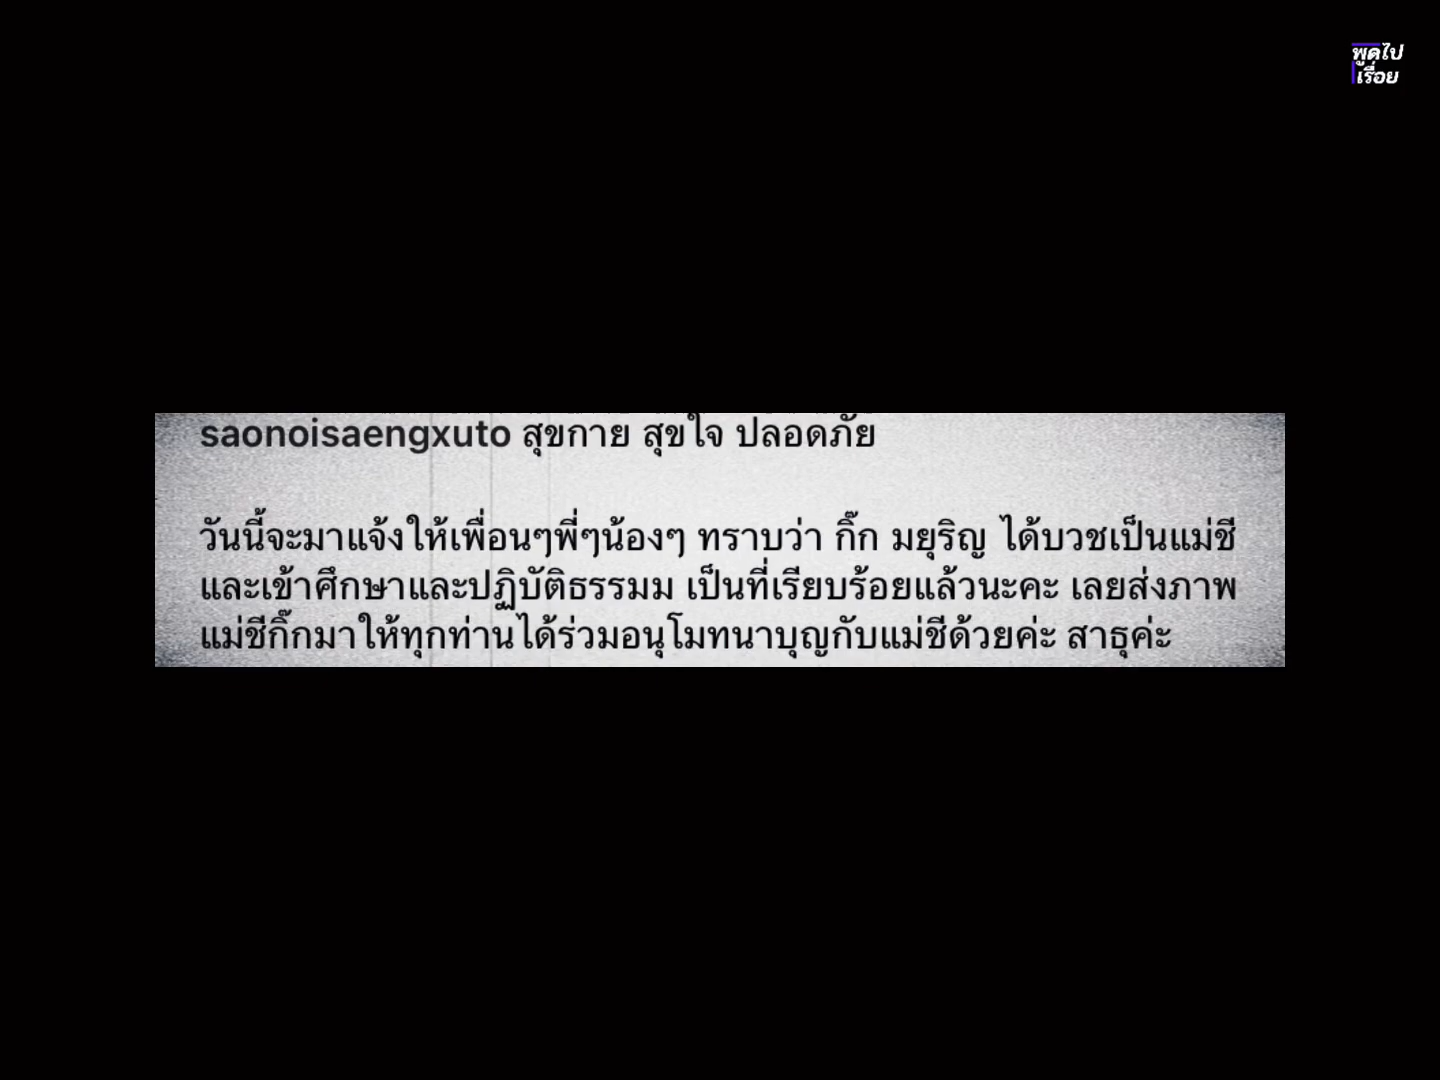 พูดไป
เรื่อย
saonoisaengxuto สุขกาย สุขใจ ปลอดภัย
วันนี้จะมาแจ้งให้เพื่อนๆพี่ๆน้องๆ ทราบว่า กิ๊ก มยุริญ ได้บวชเป็นแม่ชี
และเข้าศึกษาและปฏิบัติธรรมม เป็นที่เรียบร้อยแล้วนะคะ เลยส่งภาพ
แม่ชีกิ๊กมาให้ทุกท่านได้ร่วมอนุโมทนาบุญกับแม่ชีด้วยค่ะ สาธุค่ะ